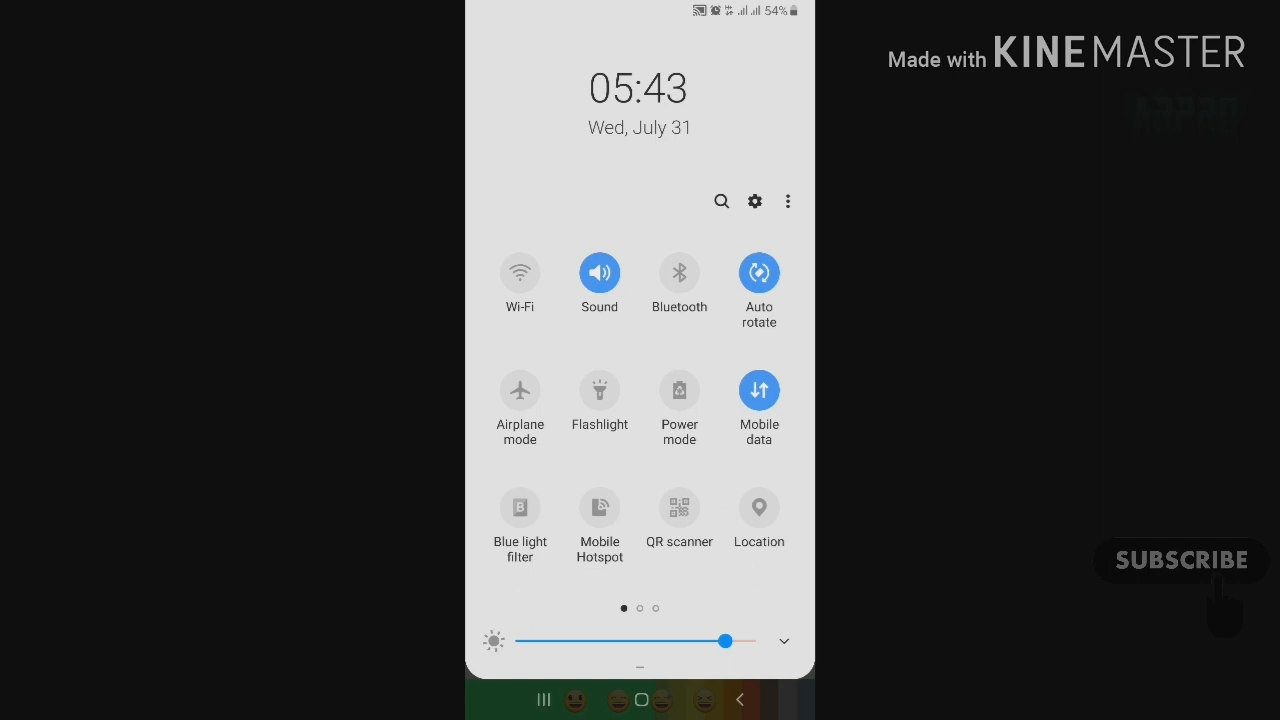 54%
Made with KINEMASTER
05:43
Wed, July 31
Wi-Fi
Sound
Bluetooth
Auto
rotate
Airplane
mode
Flashlight
Power
mode
Mobile
data
Blue light
filter
Mobile
Hotspot
QR scanner
Location
SUBSCRIBE